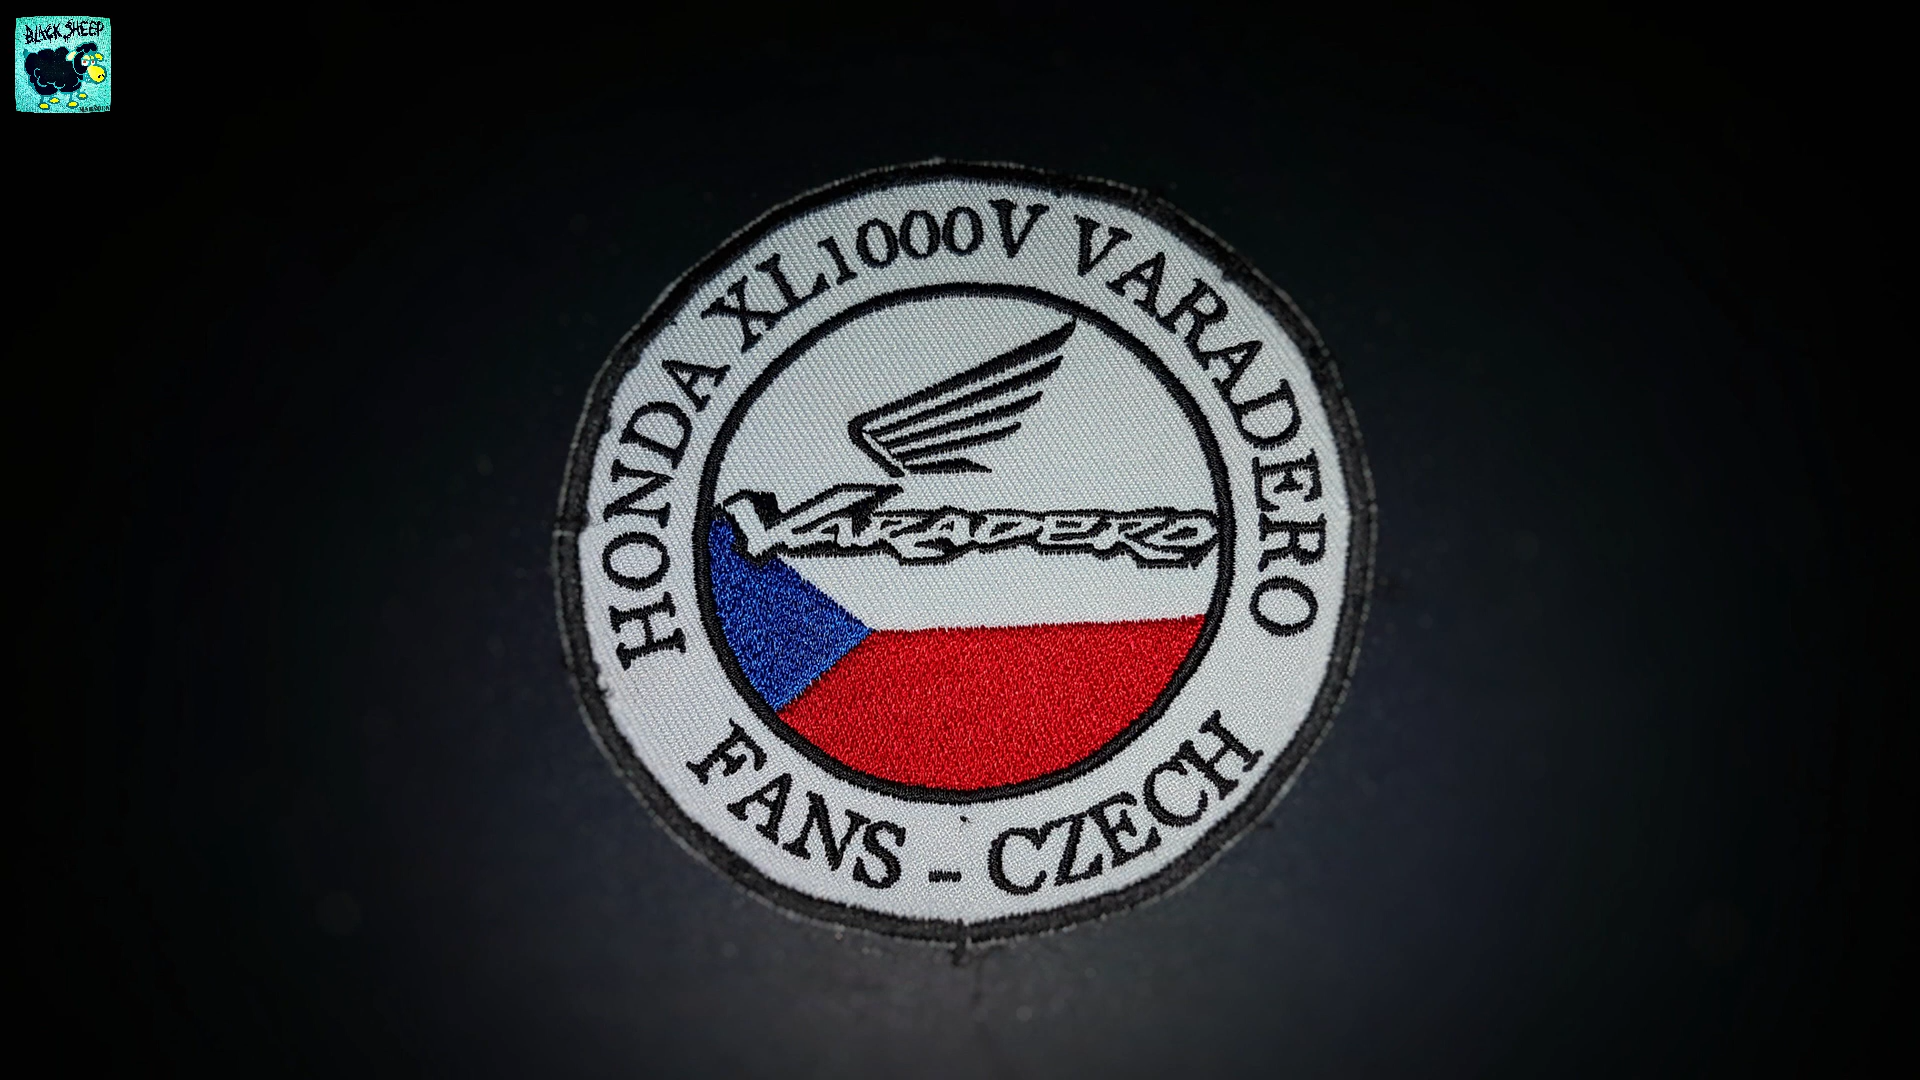 BLACK SHEEP
HONDA XL1000V VARADERO
VARADERO
FANS - CZECH